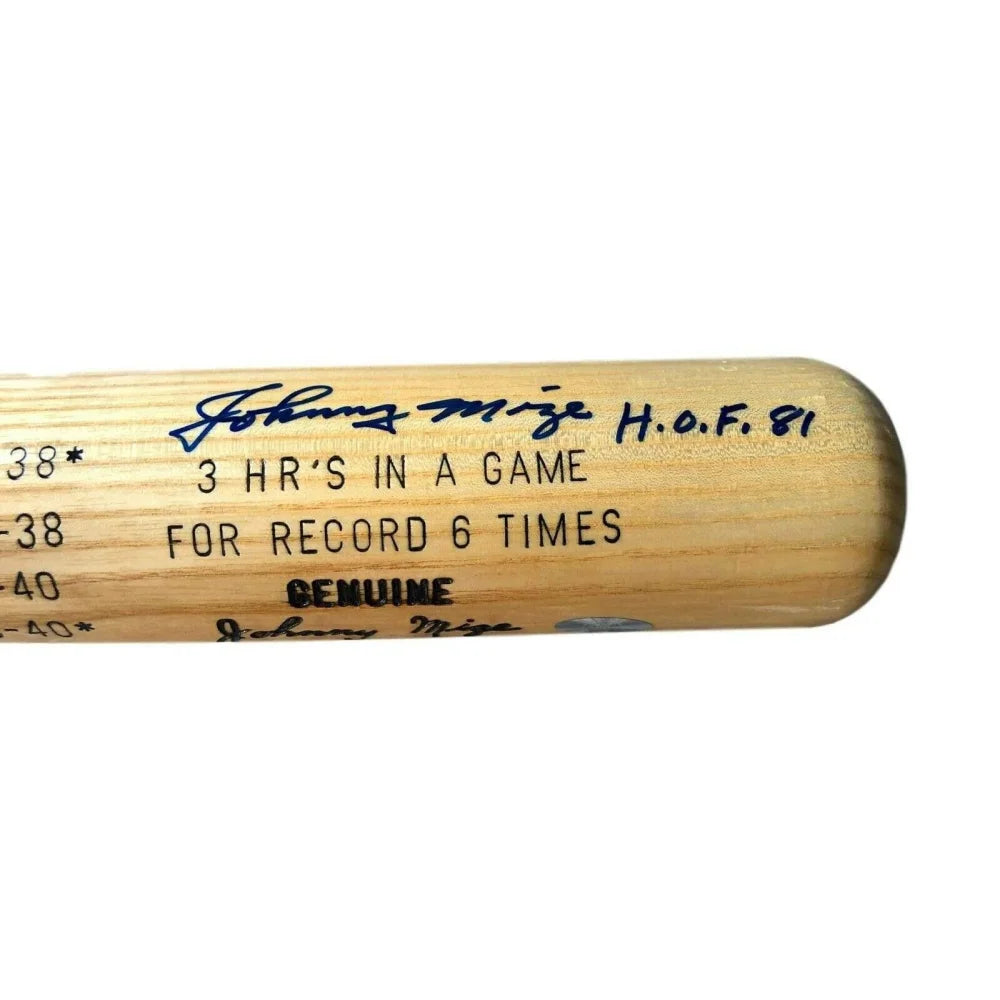 Johnny Mize H.O.F. 81
38*
3 HR'S IN A GAME
-38
FOR RECORD 6 TIMES
-40
GENUINE
-40*
Johnny Mize